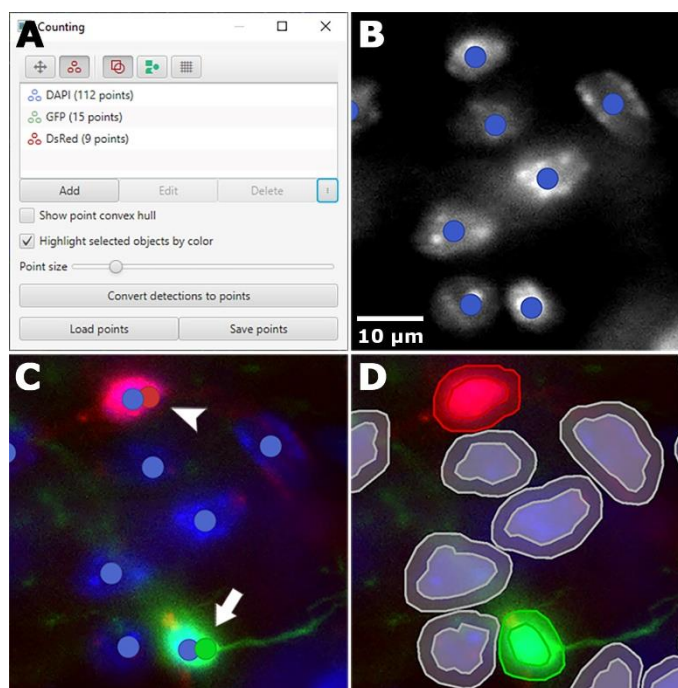 A
Counting
DAPI (112 points)
GFP (15 points)
DsRed (9 points)
Add
Edit
Delete
Show point convex hull
Highlight selected objects by color
Point size
Convert detections to points
Load points
Save points
B
10 µm
C
D